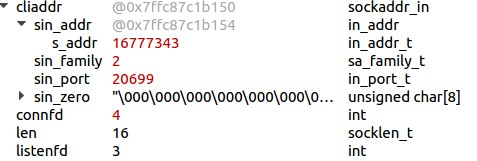 cliaddr @0x7ffc87c1b150 sockaddr_in
sin_addr @0x7ffc87c1b154 in_addr
s_addr 16777343 in_addr_t
sin_family 2 sa_family_t
sin_port 20699 in_port_t
sin_zero "\000\000\000\000\000\000\0... unsigned char[8]
connfd 4 int
len 16 socklen_t
listenfd 3 int